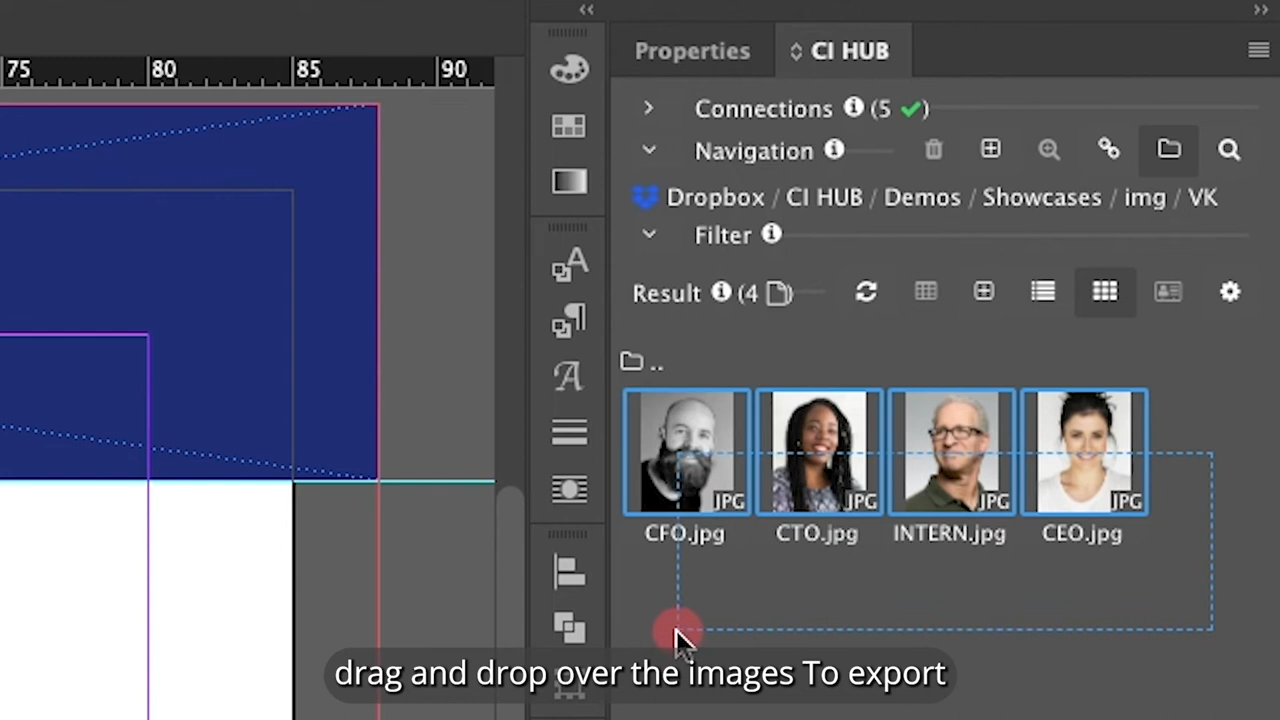 75 80 85 90
Properties CI HUB
Connections (5 )
Navigation
Dropbox / CI HUB / Demos / Showcases / img / VK
Filter
Result (4 )
..
JPG JPG JPG JPG
CFO.jpg CTO.jpg INTERN.jpg CEO.jpg
drag and drop over the images To export